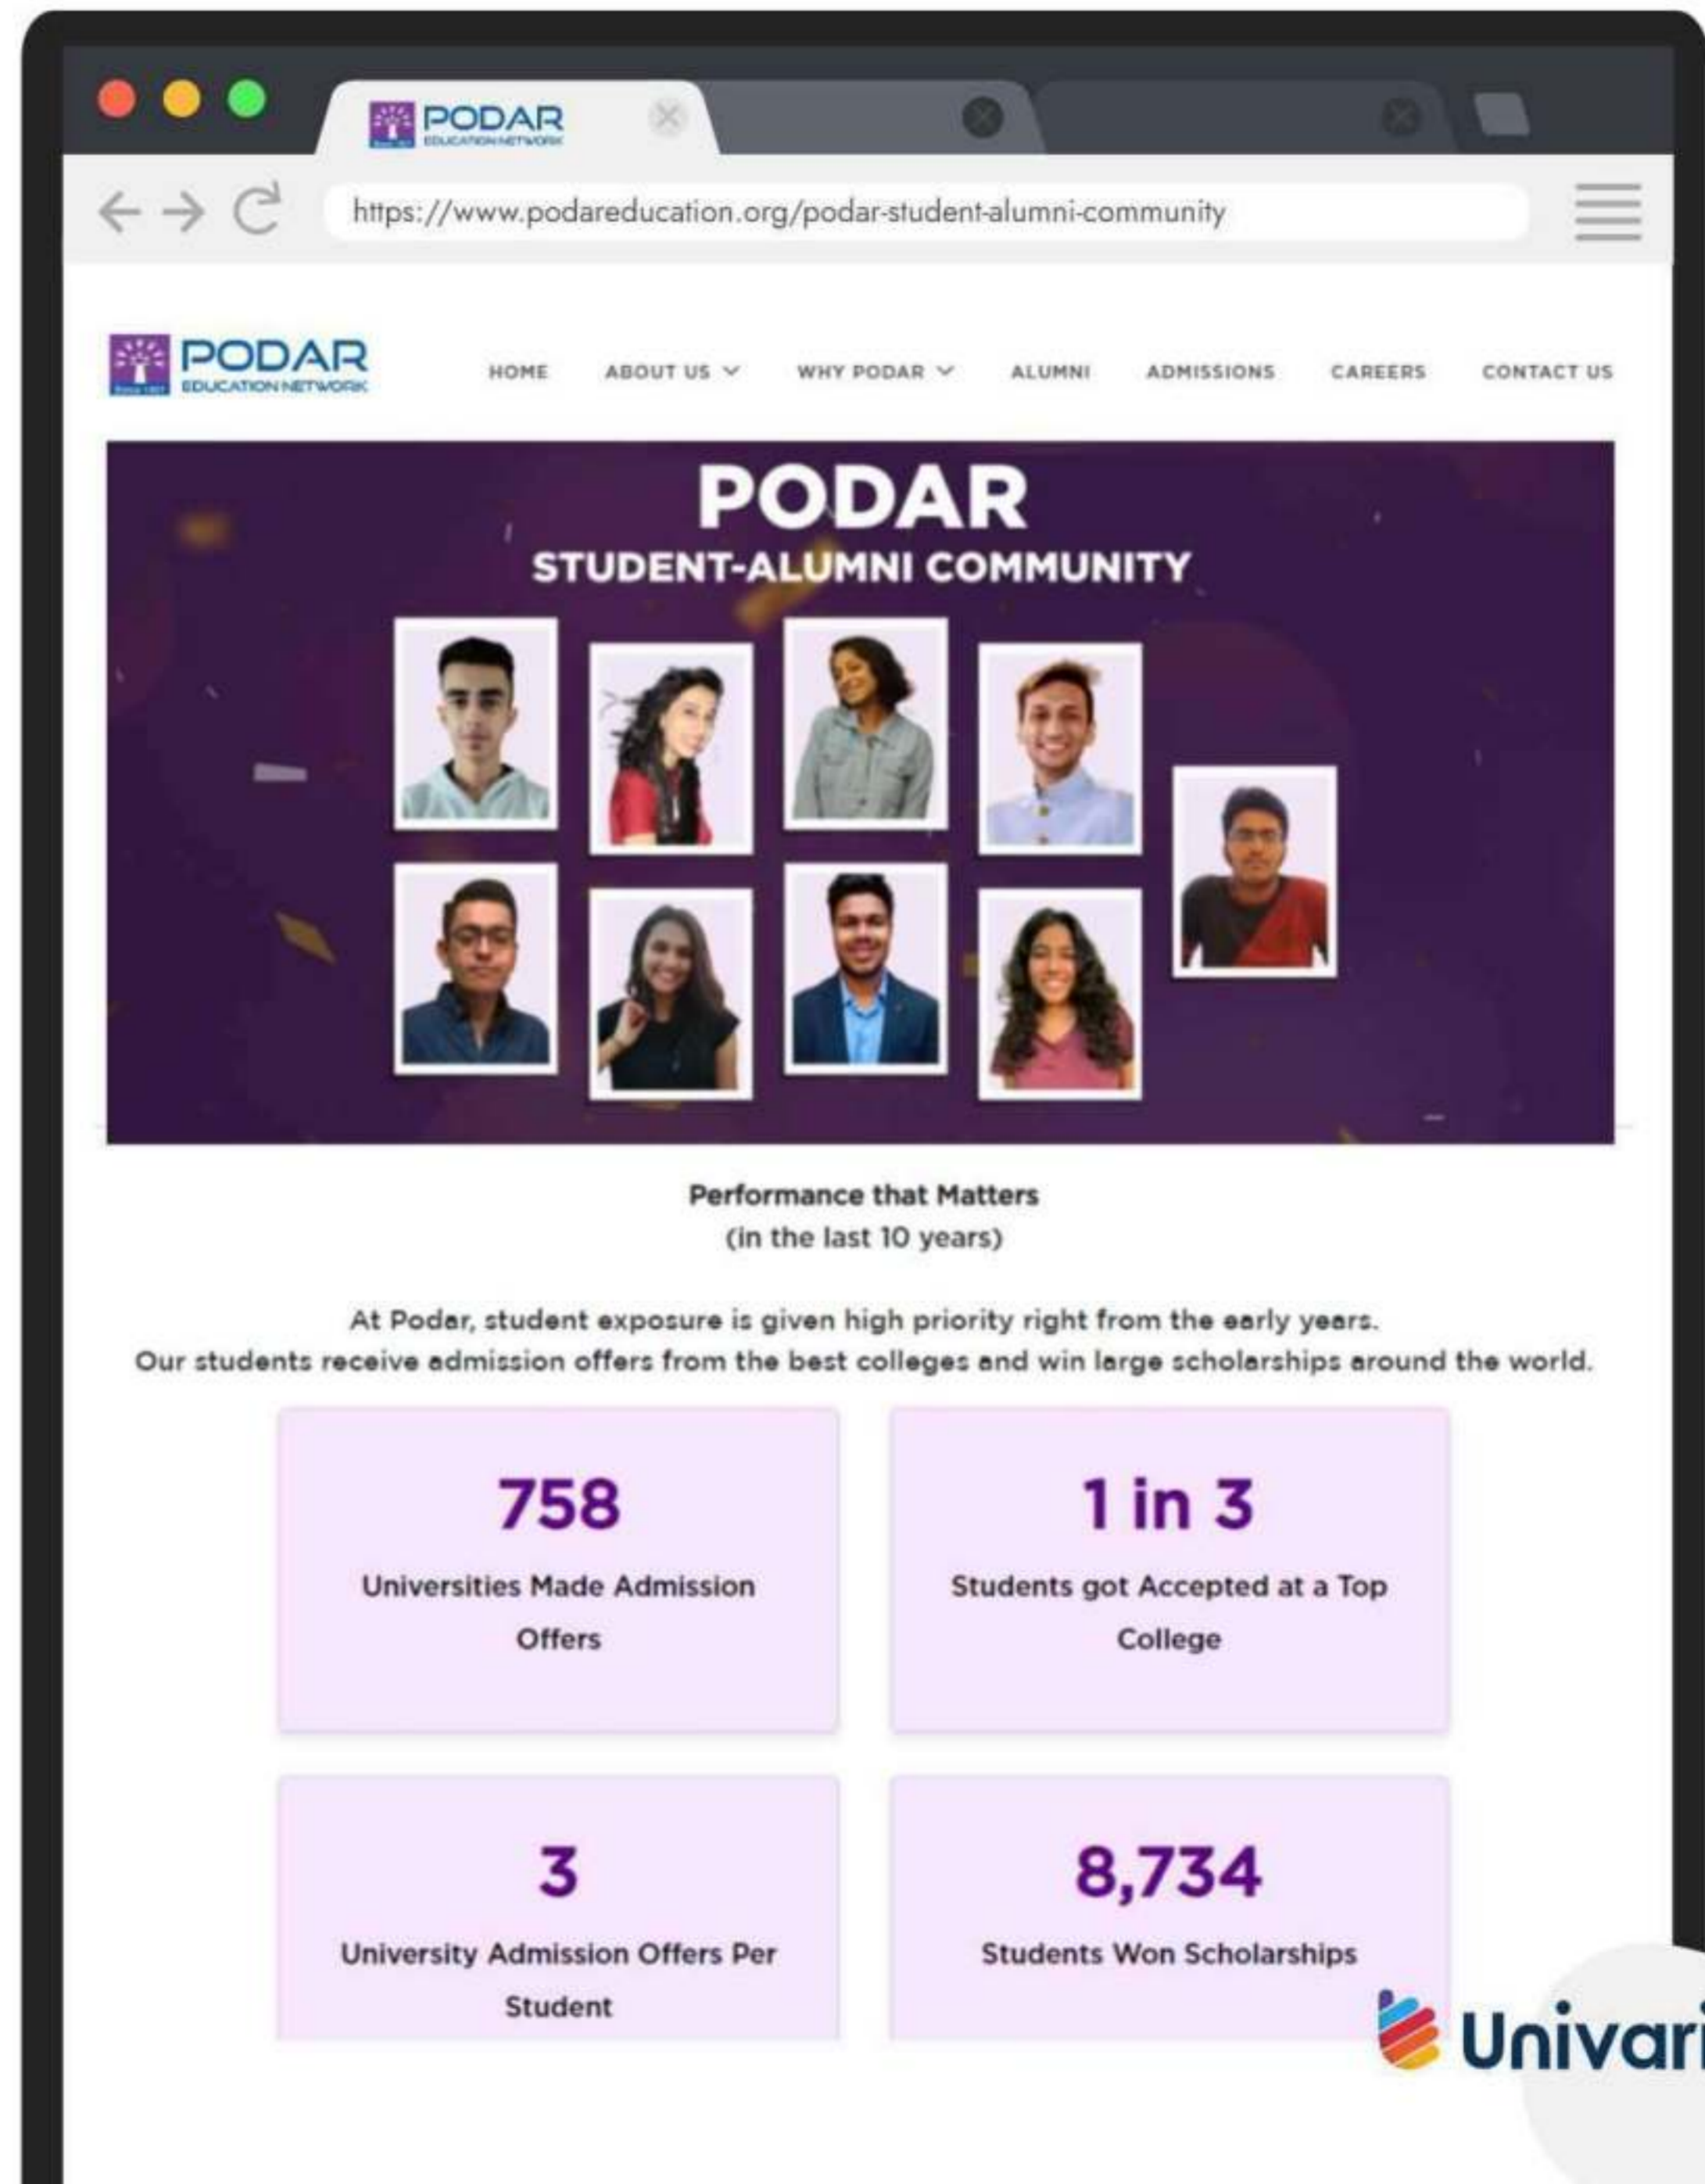 PODAR
EDUCATION NETWORK
https://www.podareducation.org/podar-student-alumni-community
PODAR
EDUCATION NETWORK
HOME ABOUT US WHY PODAR ALUMNI ADMISSIONS CAREERS CONTACT US
PODAR
STUDENT-ALUMNI COMMUNITY
Performance that Matters
(in the last 10 years)
At Podar, student exposure is given high priority right from the early years.
Our students receive admission offers from the best colleges and win large scholarships around the world.
758
Universities Made Admission
Offers
1 in 3
Students got Accepted at a Top
College
3
University Admission Offers Per
Student
8,734
Students Won Scholarships
Univari